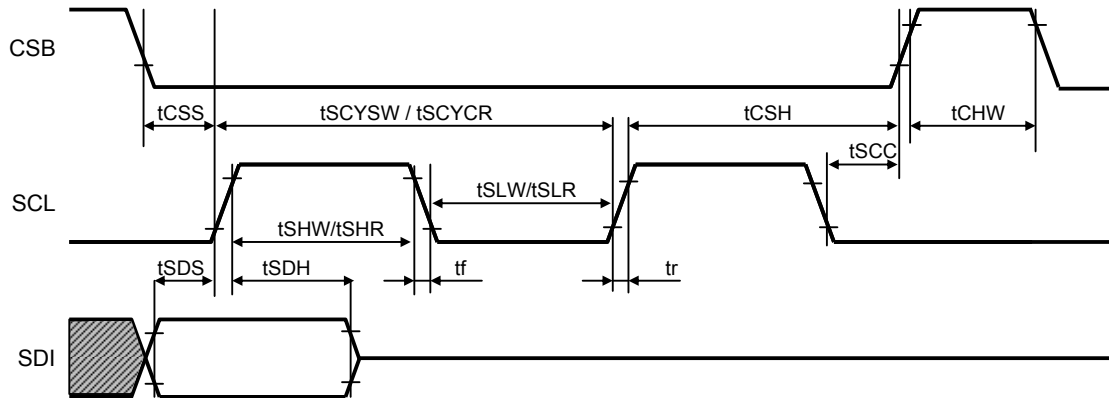 CSB
tCSS
tSCYSW / tSCYCR
tCSH
tCHW
tSCC
SCL
tSLW/tSLR
tSHW/tSHR
tSDS
tSDH
tf
tr
SDI